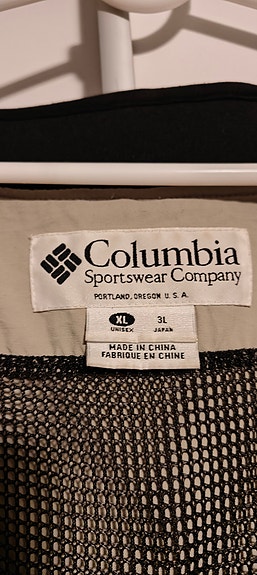 Columbia
Sportswear Company
PORTLAND, OREGON U.S.A.
XL 3L
UNISEX JAPAN
MADE IN CHINA
FABRIQUE EN CHINE